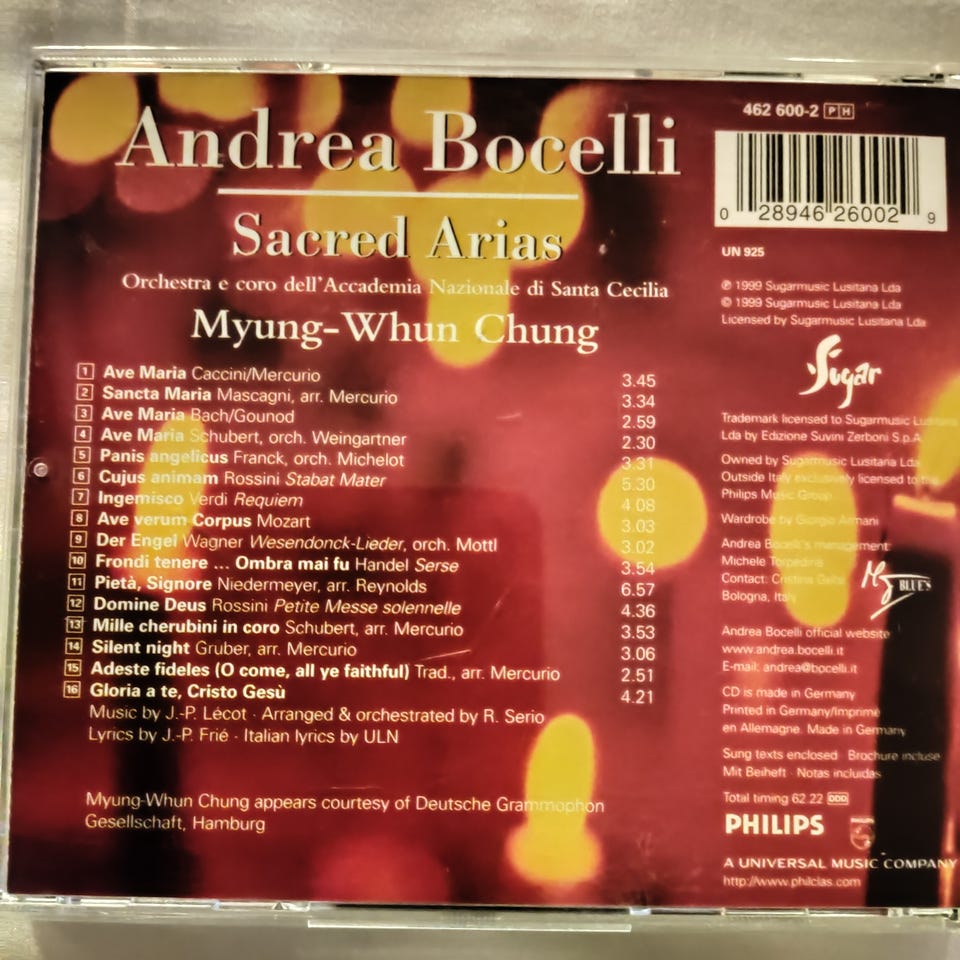 Andrea Bocelli
Sacred Arias
Orchestra e coro dell'Accademia Nazionale di Santa Cecilia
Myung-Whun Chung
1 Ave Maria Caccini/Mercurio 3.45
2 Sancta Maria Mascagni, arr. Mercurio 3.34
3 Ave Maria Bach/Gounod 2.59
4 Ave Maria Schubert, orch. Weingartner 2.30
5 Panis angelicus Franck, orch. Michelot 3.31
6 Cujus animam Rossini Stabat Mater 5.30
7 Ingemisco Verdi Requiem 4.08
8 Ave verum Corpus Mozart 3.03
9 Der Engel Wagner Wesendonck-Lieder, orch. Mottl 3.02
10 Frondi tenere ... Ombra mai fu Handel Serse 3.54
11 Pietà, Signore Niedermeyer, arr. Reynolds 6.57
12 Domine Deus Rossini Petite Messe solennelle 4.36
13 Mille cherubini in coro Schubert, arr. Mercurio 3.53
14 Silent night Gruber, arr. Mercurio 3.06
15 Adeste fideles (O come, all ye faithful) Trad., arr. Mercurio 2.51
16 Gloria a te, Cristo Gesù 4.21
Music by J.-P. Lécot · Arranged & orchestrated by R. Serio
Lyrics by J.-P. Frié · Italian lyrics by ULN
Myung-Whun Chung appears courtesy of Deutsche Grammophon
Gesellschaft, Hamburg
462 600-2 PH
0 28946 26002 9
UN 925
℗ 1999 Sugarmusic Lusitana Lda
© 1999 Sugarmusic Lusitana Lda
Licensed by Sugarmusic Lusitana Lda
Sugar
Trademark licensed to Sugarmusic Lusitana
Lda by Edizione Suvini Zerboni S.p.A.
Owned by Sugarmusic Lusitana Lda
Outside Italy exclusively licensed to the
Philips Music Group
Wardrobe by Giorgio Armani
Andrea Bocelli's management:
Michele Torpedine
Contact: Cristina
Bologna, Italy
BLUE'S
Andrea Bocelli official website
www.andrea.bocelli.it
E-mail: andrea@bocelli.it
CD is made in Germany
Printed in Germany/Imprimé
en Allemagne. Made in Germany
Sung texts enclosed · Brochure incluse
Mit Beiheft · Notas incluidas
Total timing 62.22 DDD
PHILIPS
PHILIPS
A UNIVERSAL MUSIC COMPANY
http://www.philclas.com